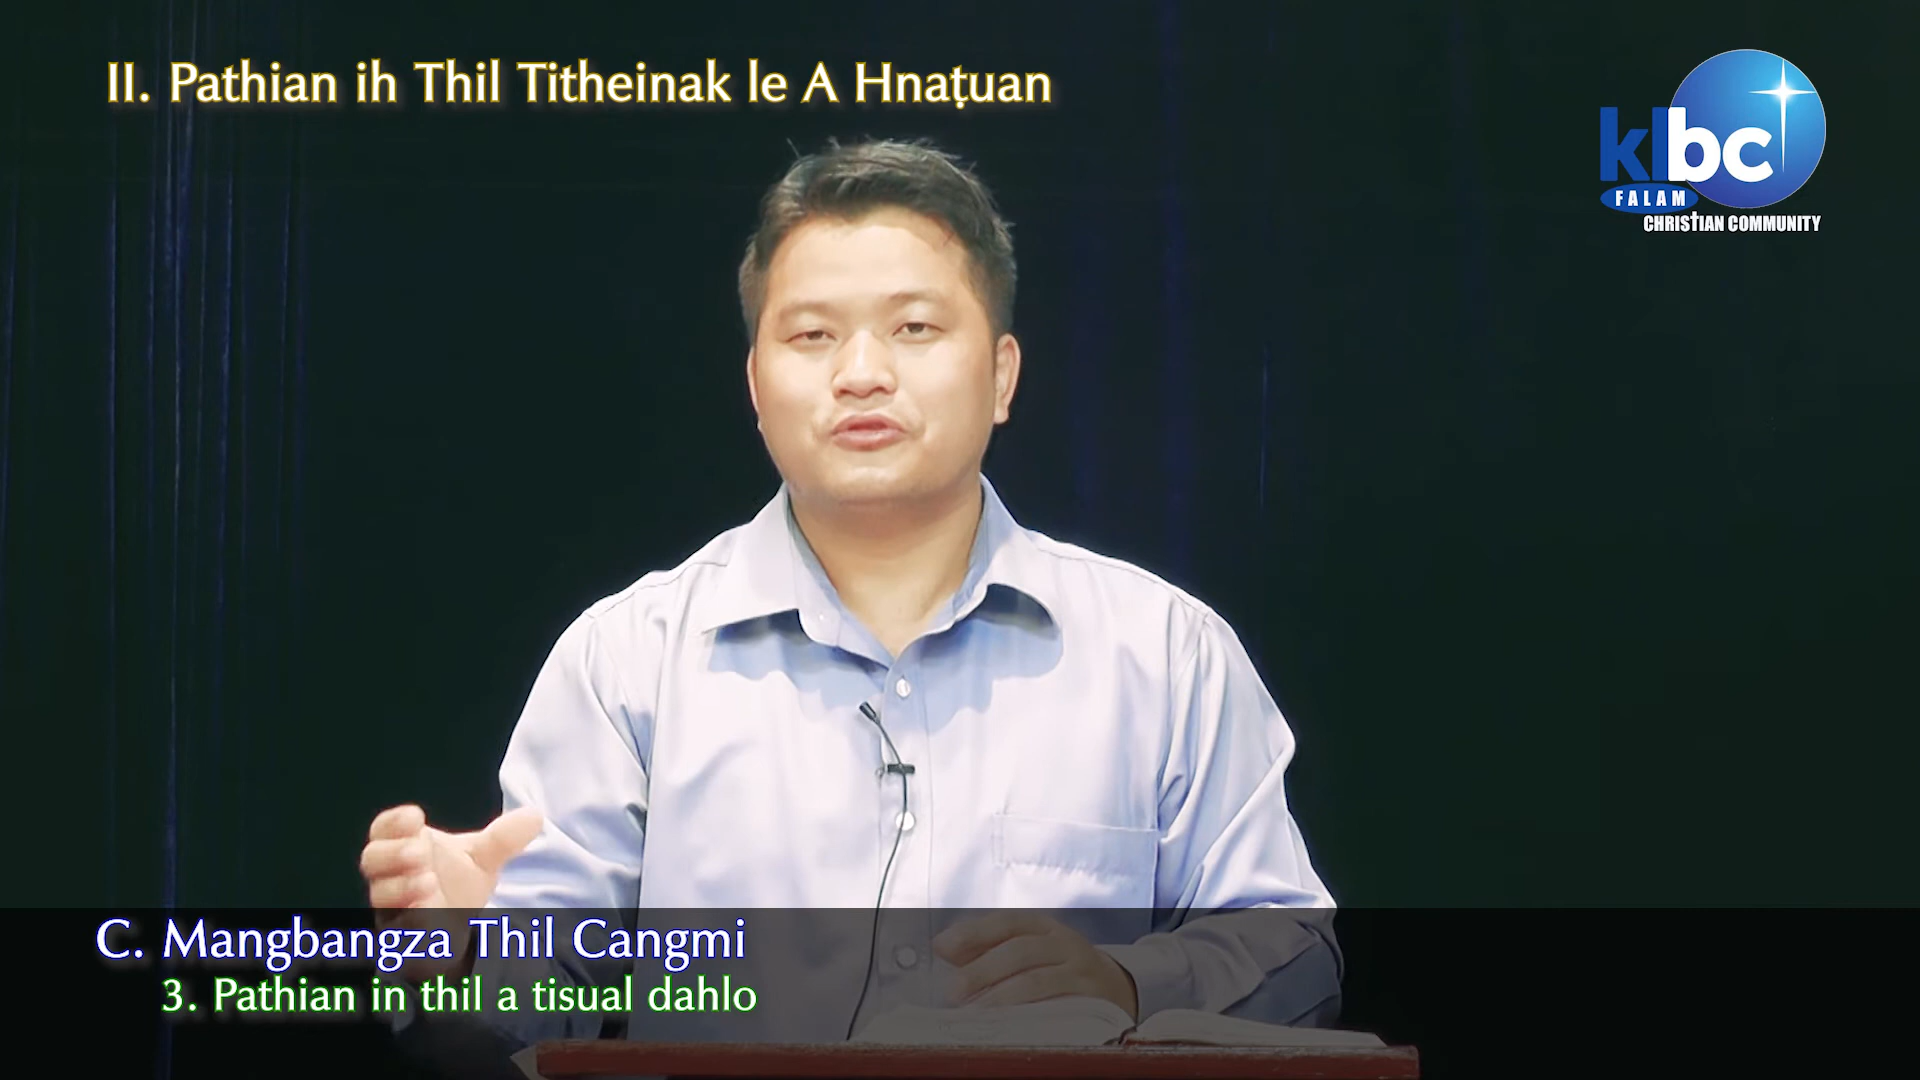 II. Pathian ih Thil Titheinak le A Hnaṭuan
klbc
FALAM
CHRISTIAN COMMUNITY
C. Mangbangza Thil Cangmi
3. Pathian in thil a tisual dahlo